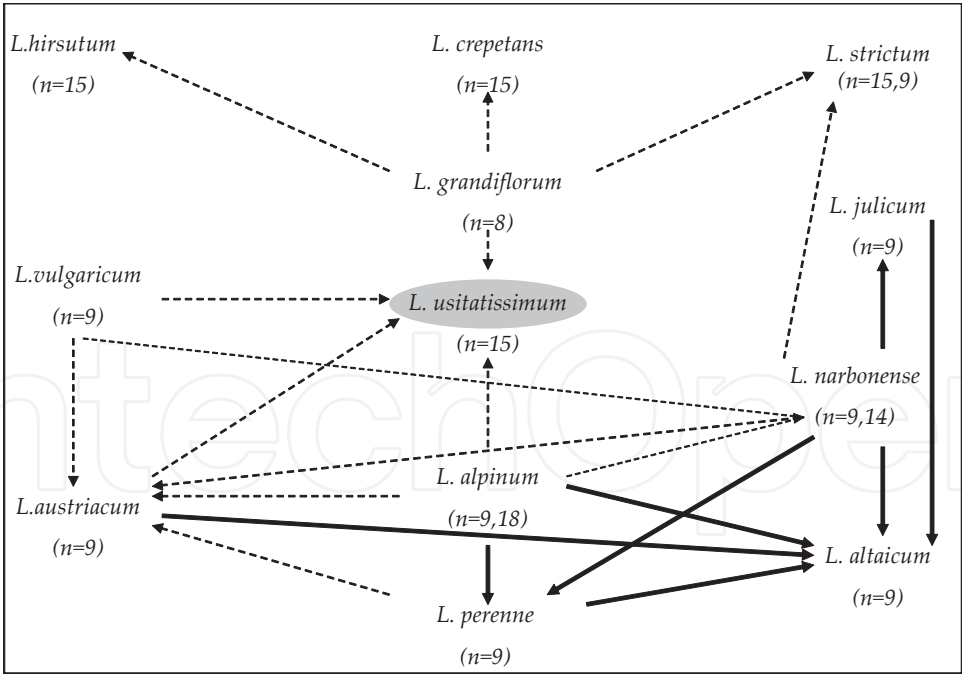 L.hirsutum
(n=15)
L. crepetans
(n=15)
L. strictum
(n=15,9)
L. grandiflorum
(n=8)
L. julicum
(n=9)
L.vulgaricum
(n=9)
L. usitatissimum
(n=15)
L. narbonense
(n=9,14)
L. alpinum
(n=9,18)
L.austriacum
(n=9)
L. altaicum
(n=9)
L. perenne
(n=9)
ntechOpen